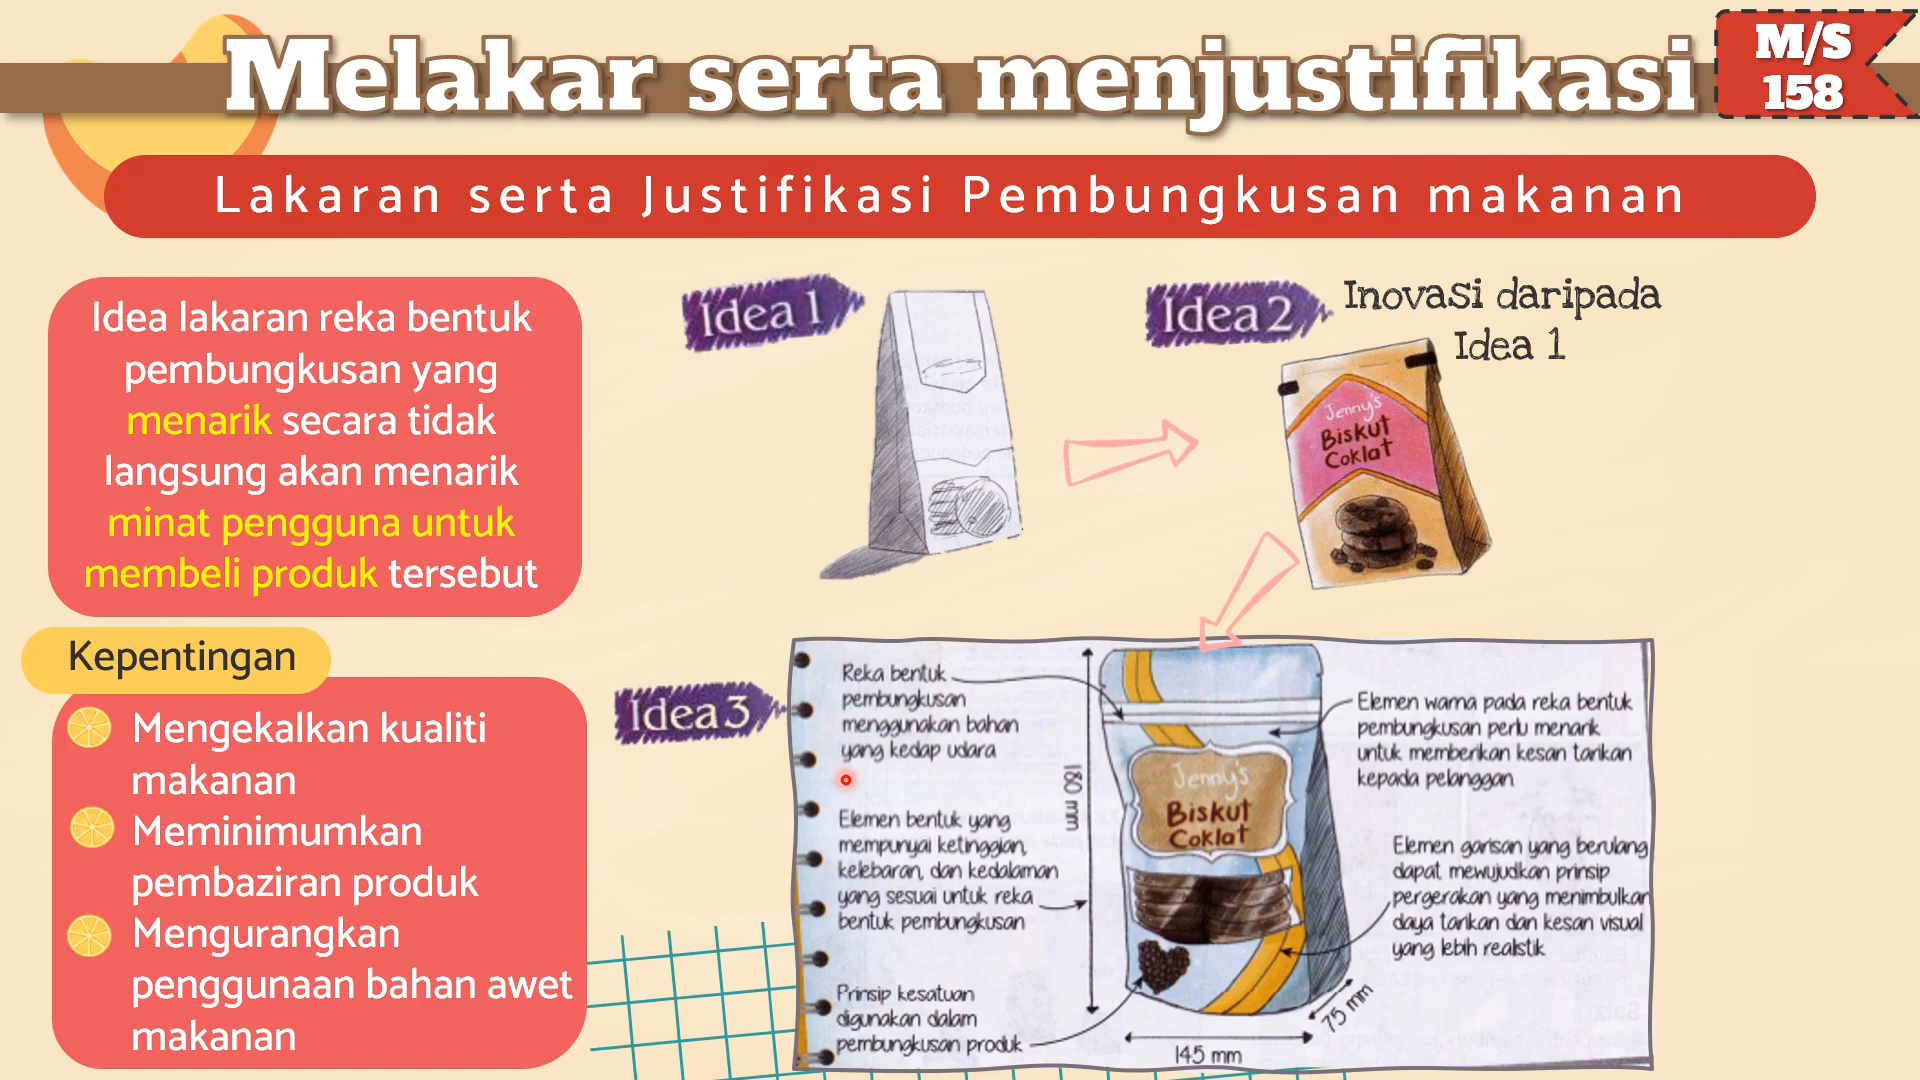 Melakar serta menjustifikasi
M/S
158
Lakaran serta Justifikasi Pembungkusan makanan
Idea lakaran reka bentuk
pembungkusan yang
menarik secara tidak
langsung akan menarik
minat pengguna untuk
membeli produk tersebut
Kepentingan
Mengekalkan kualiti
makanan
Meminimumkan
pembaziran produk
Mengurangkan
penggunaan bahan awet
makanan
Idea 1
Idea 2
Inovasi daripada
Idea 1
Jenny's
Biskut
Coklat
Idea 3
Reka bentuk
pembungkusan
menggunakan bahan
yang kedap udara
Elemen bentuk yang
mempunyai ketinggian,
kelebaran, dan kedalaman
yang sesuai untuk reka
bentuk pembungkusan
Prinsip kesatuan
digunakan dalam
pembungkusan produk
180 mm
Jenny's
Biskut
Coklat
145 mm
75 mm
Elemen warna pada reka bentuk
pembungkusan perlu menarik
untuk memberikan kesan tarikan
kepada pelanggan
Elemen garisan yang berulang
dapat mewujudkan prinsip
pergerakan yang menimbulkan
daya tarikan dan kesan visual
yang lebih realistik